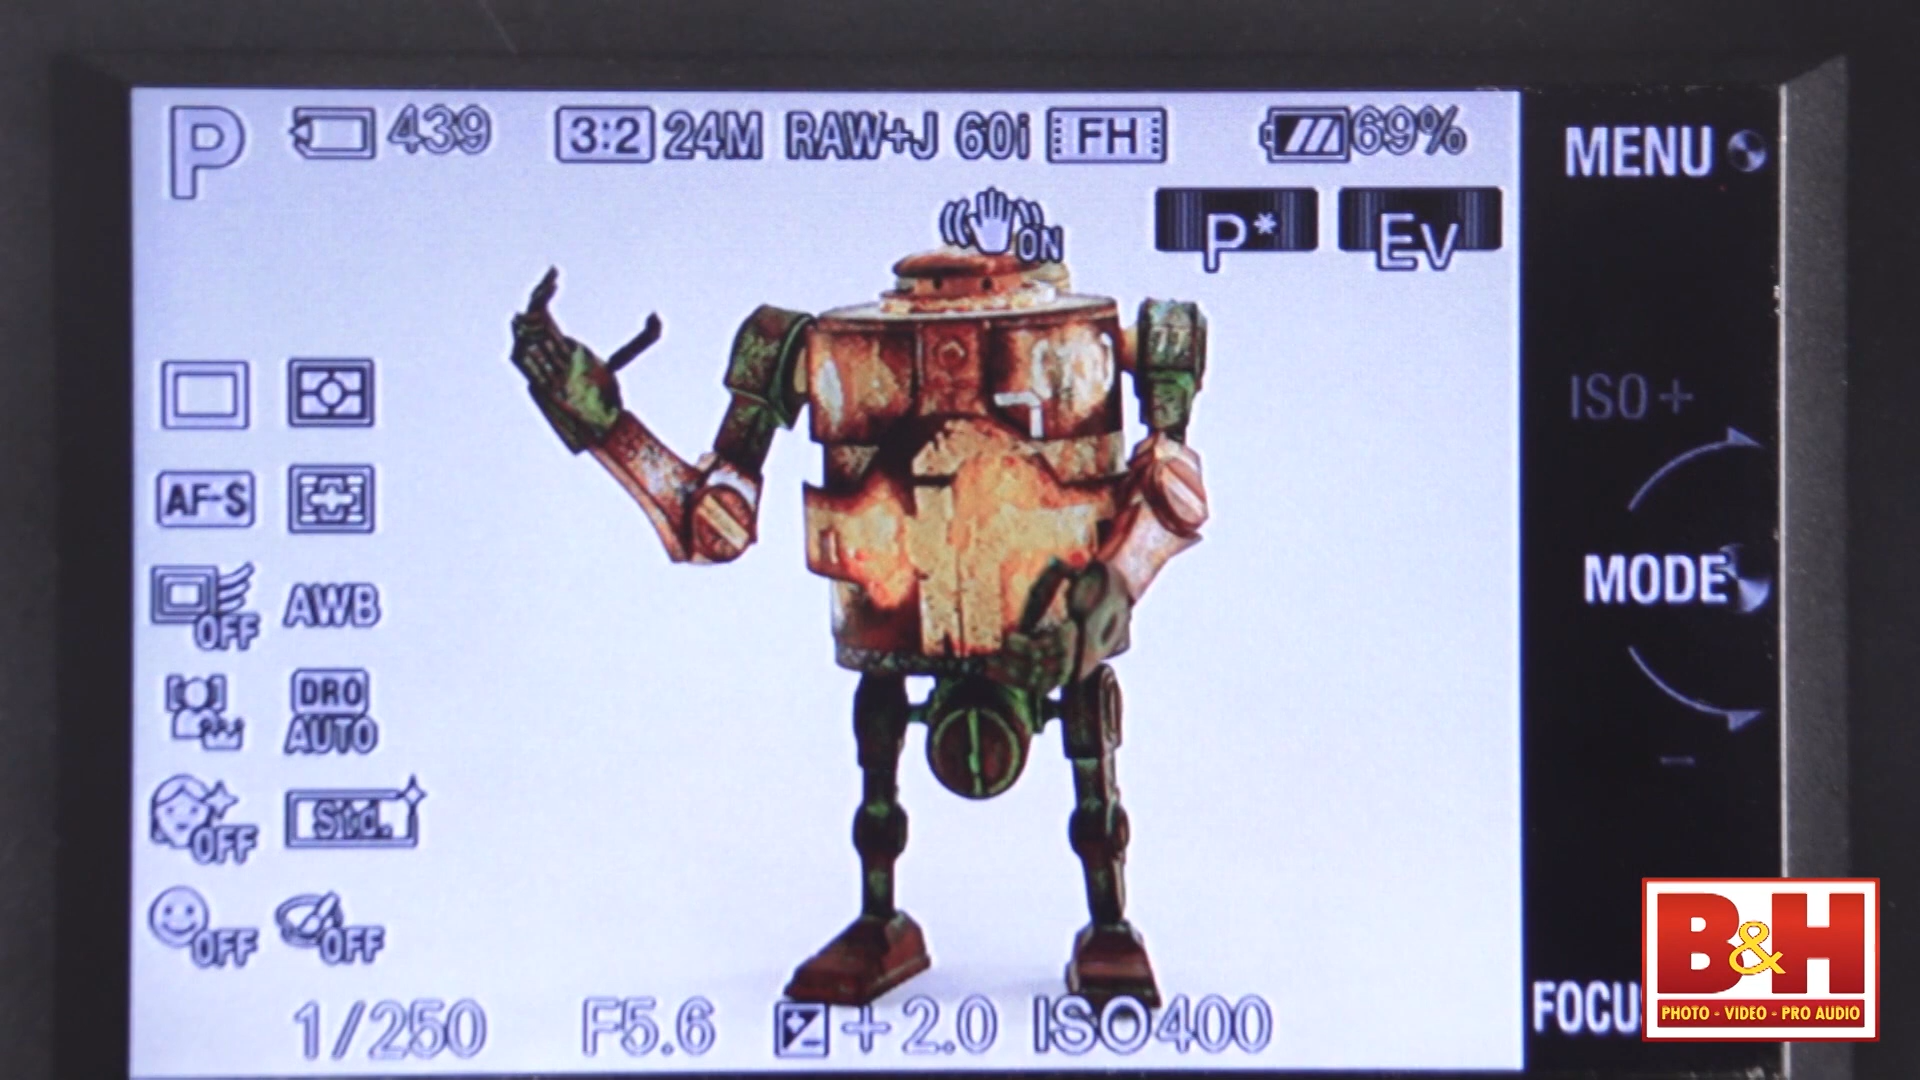 P 439 3:2 24M RAW+J 60i FH 69%
MENU
ON P* Ev
ISO +
AF-S
OFF AWB
MODE
DRO
AUTO
OFF Std.
OFF OFF
1/250 F5.6 +2.0 ISO400
B&H
PHOTO - VIDEO - PRO AUDIO